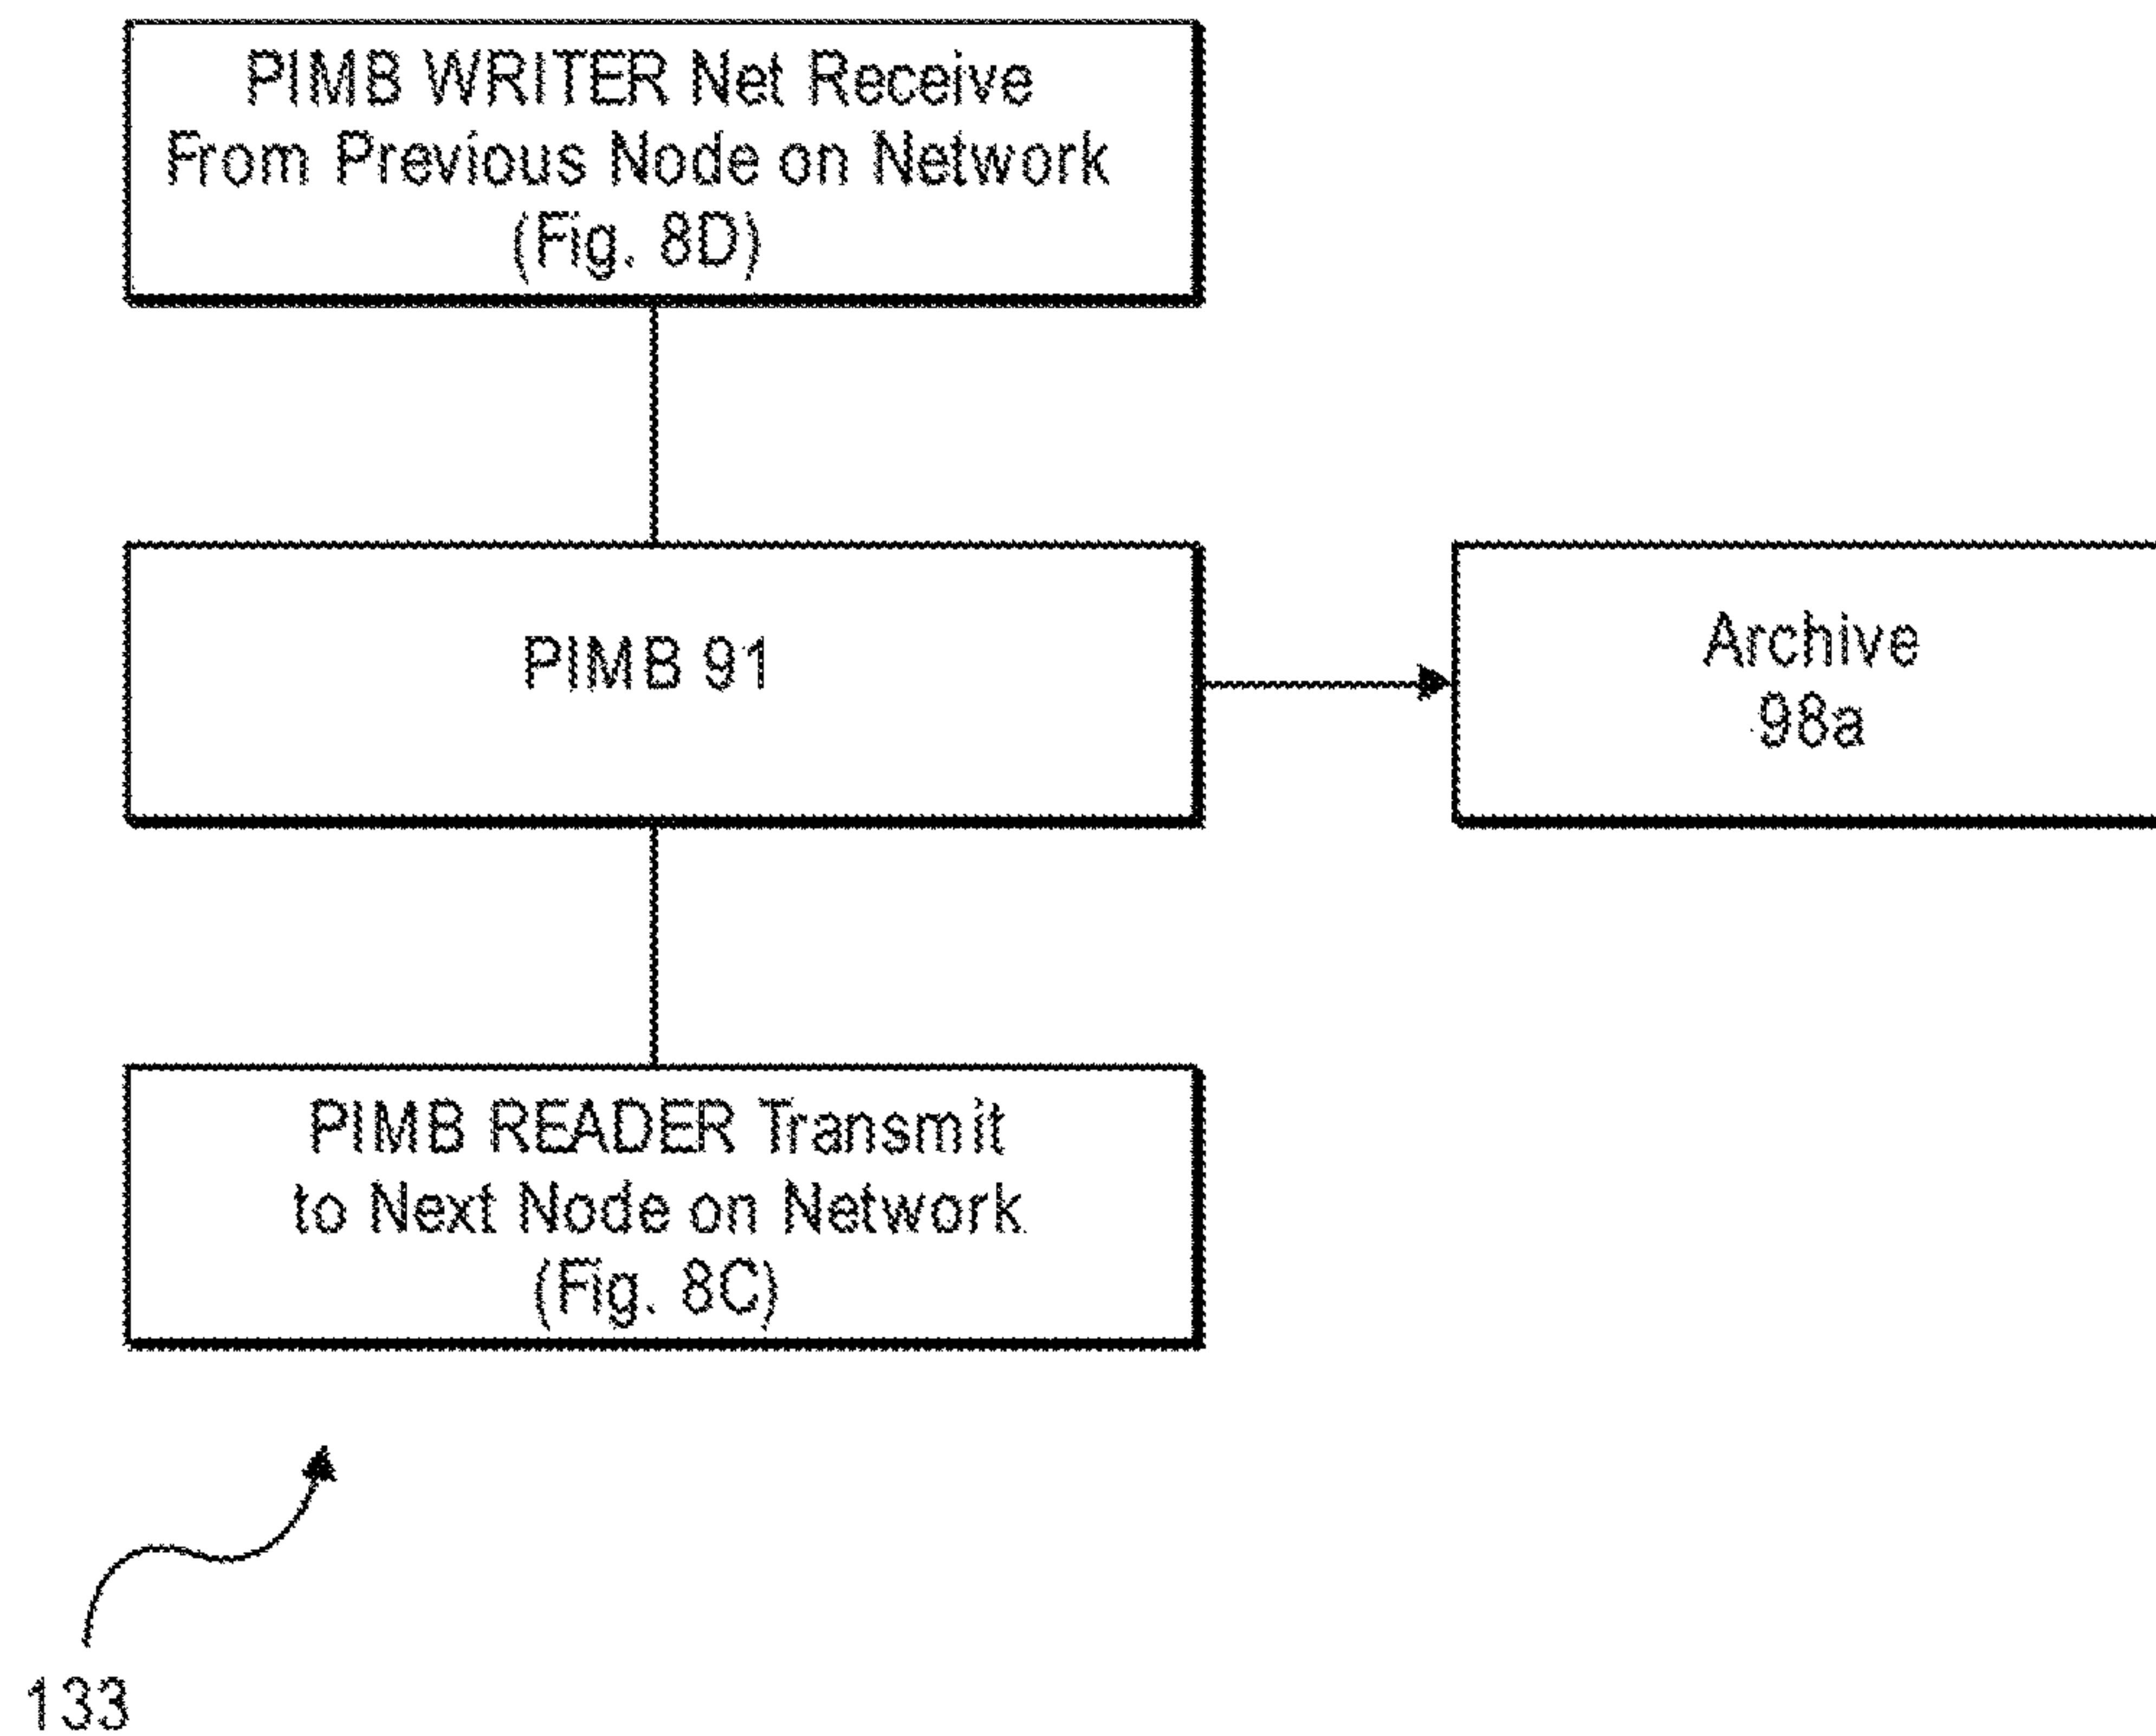 PIMB WRITER Net Receive
From Previous Node on Network
(Fig. 8D)
PIMB 91
Archive
98a
PIMB READER Transmit
to Next Node on Network
(Fig. 8C)
133